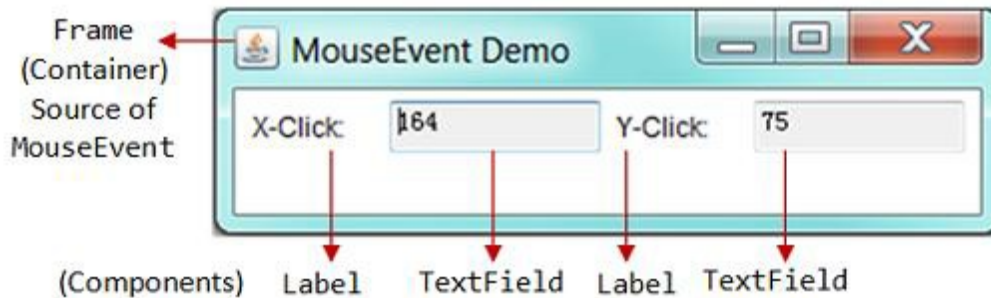 Frame
(Container)
Source of
MouseEvent
MouseEvent Demo
X-Click: 164 Y-Click: 75
(Components) Label TextField Label TextField